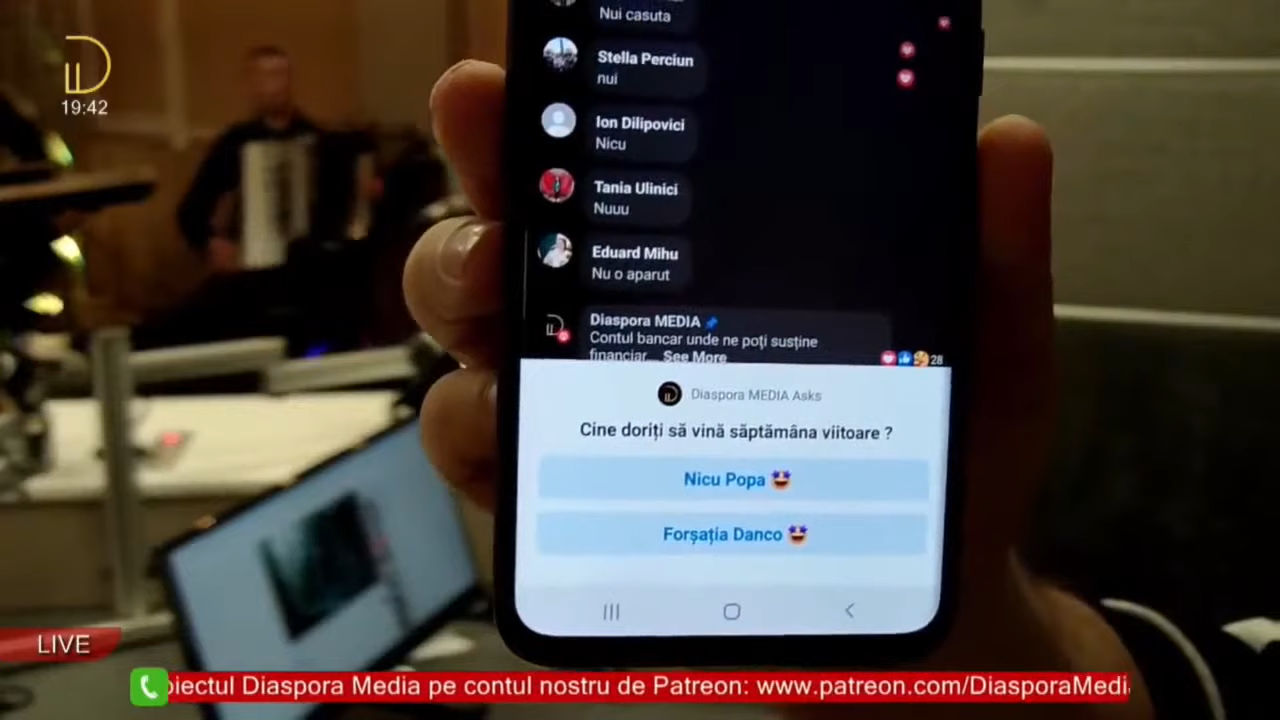 19:42
Nui casuta
Stella Perciun
nui
Ion Dilipovici
Nicu
Tania Ulinici
Nuuu
Eduard Mihu
Nu o aparut
Diaspora MEDIA
Contul bancar unde ne poți susține
financiar... See More
28
Diaspora MEDIA Asks
Cine doriți să vină săptămâna viitoare ?
Nicu Popa 🤩
Forșația Danco 🤩
LIVE
oiectul Diaspora Media pe contul nostru de Patreon: www.patreon.com/DiasporaMedi